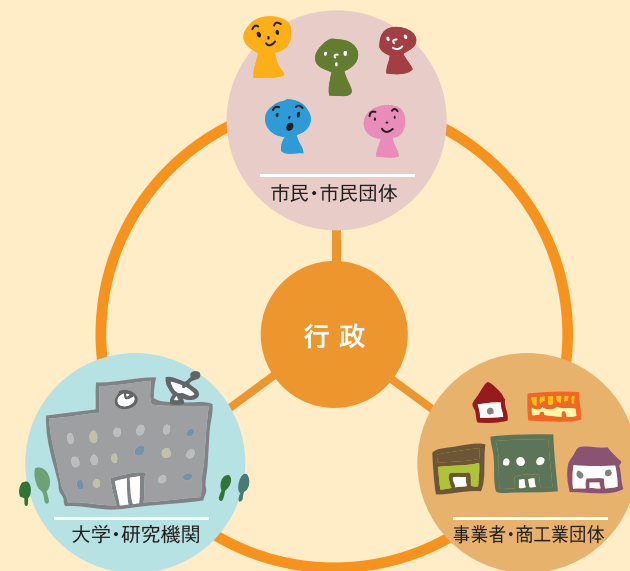 市民・市民団体
行政
大学・研究機関
事業者・商工業団体